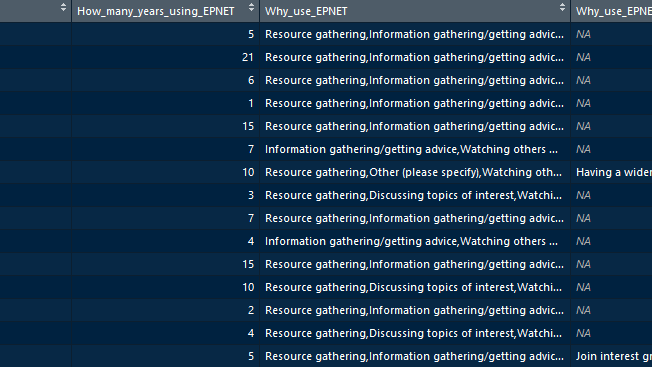 How_many_years_using_EPNET Why_use_EPNET Why_use_EPNE
5 Resource gathering,Information gathering/getting advic... NA
21 Resource gathering,Information gathering/getting advic... NA
6 Resource gathering,Information gathering/getting advic... NA
1 Resource gathering,Information gathering/getting advic... NA
15 Resource gathering,Information gathering/getting advic... NA
7 Information gathering/getting advice,Watching others ... NA
10 Resource gathering,Other (please specify),Watching oth... Having a wider
3 Resource gathering,Discussing topics of interest,Watchi... NA
7 Resource gathering,Information gathering/getting advic... NA
4 Information gathering/getting advice,Watching others ... NA
15 Resource gathering,Information gathering/getting advic... NA
10 Resource gathering,Discussing topics of interest,Watchi... NA
2 Resource gathering,Information gathering/getting advic... NA
4 Resource gathering,Discussing topics of interest,Watchi... NA
5 Resource gathering,Information gathering/getting advic... Join interest gr